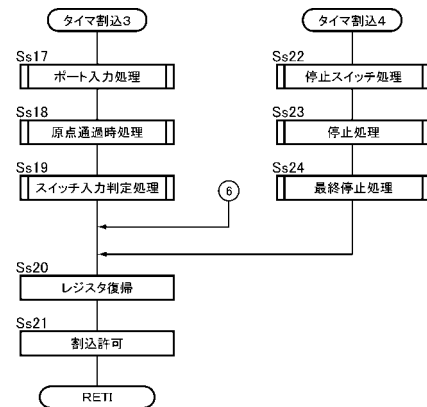 タイマ割込3
Ss17
ポート入力処理
Ss18
原点通過時処理
Ss19
スイッチ入力判定処理
タイマ割込4
Ss22
停止スイッチ処理
Ss23
停止処理
Ss24
最終停止処理
6
Ss20
レジスタ復帰
Ss21
割込許可
RETI